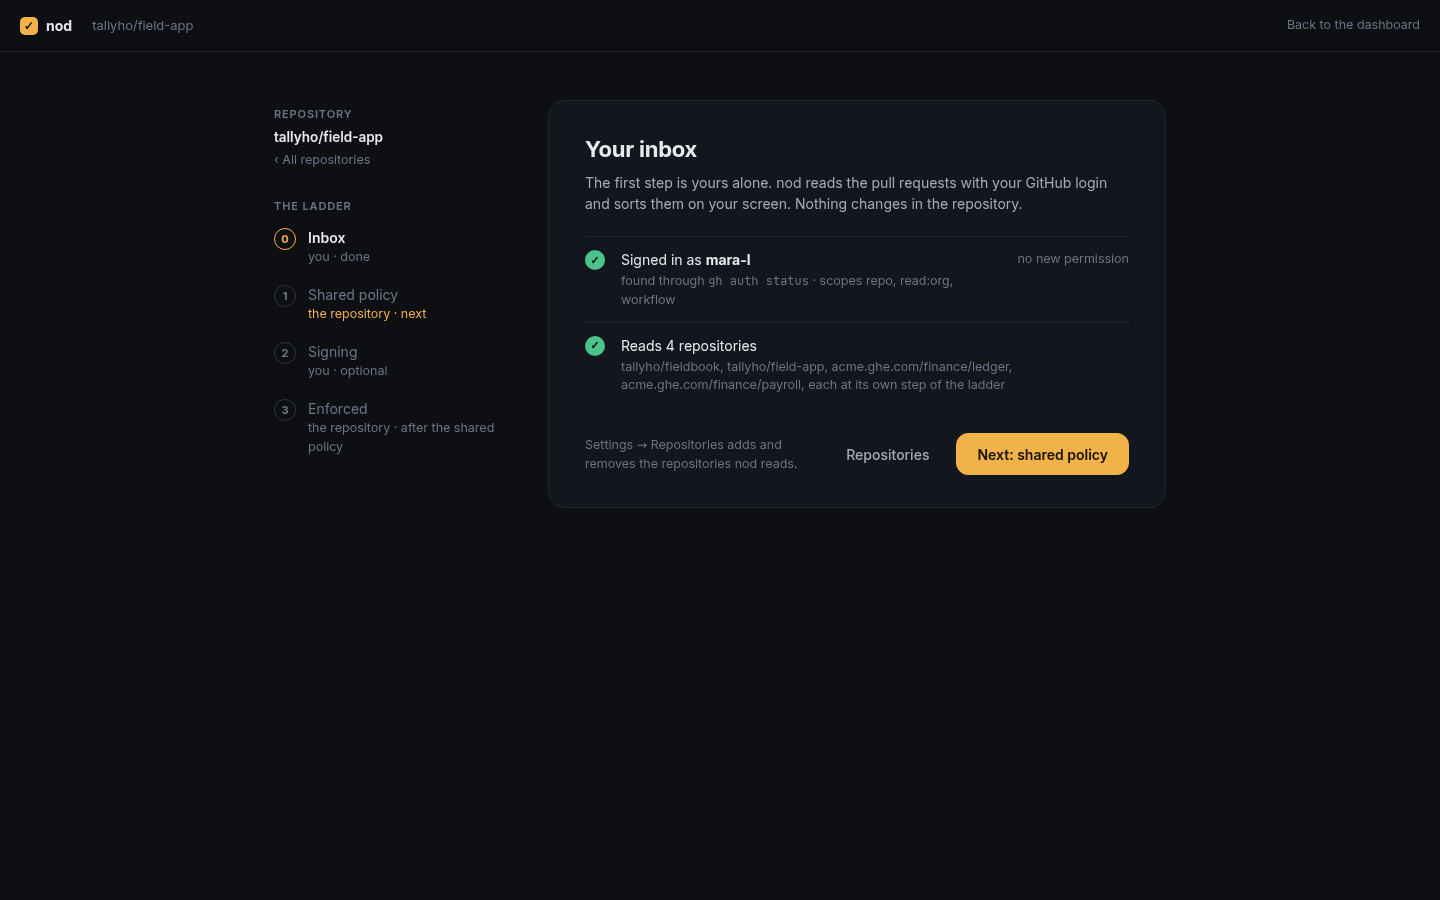 ✓ nod tallyho/field-app Back to the dashboard
REPOSITORY
tallyho/field-app
‹ All repositories
THE LADDER
0 Inbox
you · done
1 Shared policy
the repository · next
2 Signing
you · optional
3 Enforced
the repository · after the shared
policy
Your inbox
The first step is yours alone. nod reads the pull requests with your GitHub login
and sorts them on your screen. Nothing changes in the repository.
✓ Signed in as mara-l no new permission
found through gh auth status · scopes repo, read:org,
workflow
✓ Reads 4 repositories
tallyho/fieldbook, tallyho/field-app, acme.ghe.com/finance/ledger,
acme.ghe.com/finance/payroll, each at its own step of the ladder
Settings → Repositories adds and
removes the repositories nod reads.
Repositories
Next: shared policy